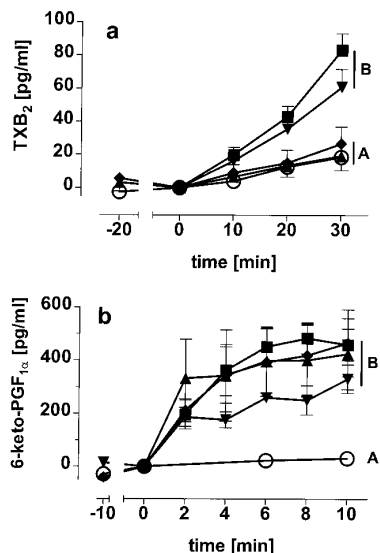 a
TXB2 [pg/ml]
100
80
60
40
20
0
B
A
-20 0 10 20 30
time [min]
b
6-keto-PGF1α [pg/ml]
600
400
200
0
B
A
-10 0 2 4 6 8 10
time [min]